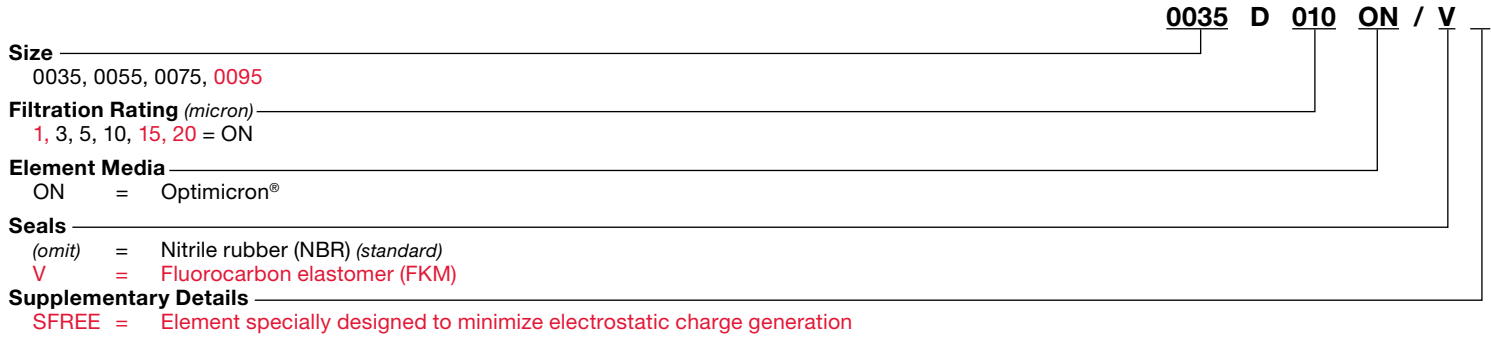 0035 D 010 ON / V _
Size
0035, 0055, 0075, 0095
Filtration Rating (micron)
1, 3, 5, 10, 15, 20 = ON
Element Media
ON = Optimicron®
Seals
(omit) = Nitrile rubber (NBR) (standard)
V = Fluorocarbon elastomer (FKM)
Supplementary Details
SFREE = Element specially designed to minimize electrostatic charge generation